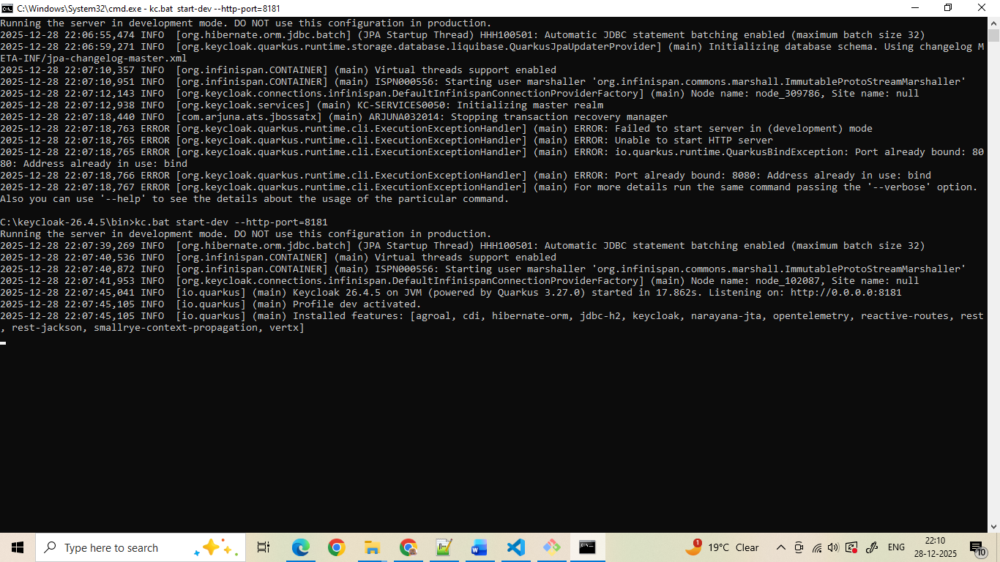 C:\Windows\System32\cmd.exe - kc.bat start-dev --http-port=8181
Running the server in development mode. DO NOT use this configuration in production.
2025-12-28 22:06:55,474 INFO  [org.hibernate.orm.jdbc.batch] (JPA Startup Thread) HHH100501: Automatic JDBC statement batching enabled (maximum batch size 32)
2025-12-28 22:06:59,271 INFO  [org.keycloak.quarkus.runtime.storage.database.liquibase.QuarkusJpaUpdaterProvider] (main) Initializing database schema. Using changelog M
ETA-INF/jpa-changelog-master.xml
2025-12-28 22:07:10,357 INFO  [org.infinispan.CONTAINER] (main) Virtual threads support enabled
2025-12-28 22:07:10,951 INFO  [org.infinispan.CONTAINER] (main) ISPN000556: Starting user marshaller 'org.infinispan.commons.marshall.ImmutableProtoStreamMarshaller'
2025-12-28 22:07:12,143 INFO  [org.keycloak.connections.infinispan.DefaultInfinispanConnectionProviderFactory] (main) Node name: node_309786, Site name: null
2025-12-28 22:07:12,938 INFO  [org.keycloak.services] (main) KC-SERVICES0050: Initializing master realm
2025-12-28 22:07:18,440 INFO  [com.arjuna.ats.jbossatx] (main) ARJUNA032014: Stopping transaction recovery manager
2025-12-28 22:07:18,763 ERROR [org.keycloak.quarkus.runtime.cli.ExecutionExceptionHandler] (main) ERROR: Failed to start server in (development) mode
2025-12-28 22:07:18,765 ERROR [org.keycloak.quarkus.runtime.cli.ExecutionExceptionHandler] (main) ERROR: Unable to start HTTP server
2025-12-28 22:07:18,765 ERROR [org.keycloak.quarkus.runtime.cli.ExecutionExceptionHandler] (main) ERROR: io.quarkus.runtime.QuarkusBindException: Port already bound: 80
80: Address already in use: bind
2025-12-28 22:07:18,766 ERROR [org.keycloak.quarkus.runtime.cli.ExecutionExceptionHandler] (main) ERROR: Port already bound: 8080: Address already in use: bind
2025-12-28 22:07:18,767 ERROR [org.keycloak.quarkus.runtime.cli.ExecutionExceptionHandler] (main) For more details run the same command passing the '--verbose' option.
Also you can use '--help' to see the details about the usage of the particular command.
C:\keycloak-26.4.5\bin>kc.bat start-dev --http-port=8181
Running the server in development mode. DO NOT use this configuration in production.
2025-12-28 22:07:39,269 INFO  [org.hibernate.orm.jdbc.batch] (JPA Startup Thread) HHH100501: Automatic JDBC statement batching enabled (maximum batch size 32)
2025-12-28 22:07:40,536 INFO  [org.infinispan.CONTAINER] (main) Virtual threads support enabled
2025-12-28 22:07:40,872 INFO  [org.infinispan.CONTAINER] (main) ISPN000556: Starting user marshaller 'org.infinispan.commons.marshall.ImmutableProtoStreamMarshaller'
2025-12-28 22:07:41,953 INFO  [org.keycloak.connections.infinispan.DefaultInfinispanConnectionProviderFactory] (main) Node name: node_102087, Site name: null
2025-12-28 22:07:45,041 INFO  [io.quarkus] (main) Keycloak 26.4.5 on JVM (powered by Quarkus 3.27.0) started in 17.862s. Listening on: http://0.0.0.0:8181
2025-12-28 22:07:45,105 INFO  [io.quarkus] (main) Profile dev activated.
2025-12-28 22:07:45,105 INFO  [io.quarkus] (main) Installed features: [agroal, cdi, hibernate-orm, jdbc-h2, keycloak, narayana-jta, opentelemetry, reactive-routes, rest
, rest-jackson, smallrye-context-propagation, vertx]
Type here to search
1
19°C Clear
ENG
22:10
28-12-2025
10